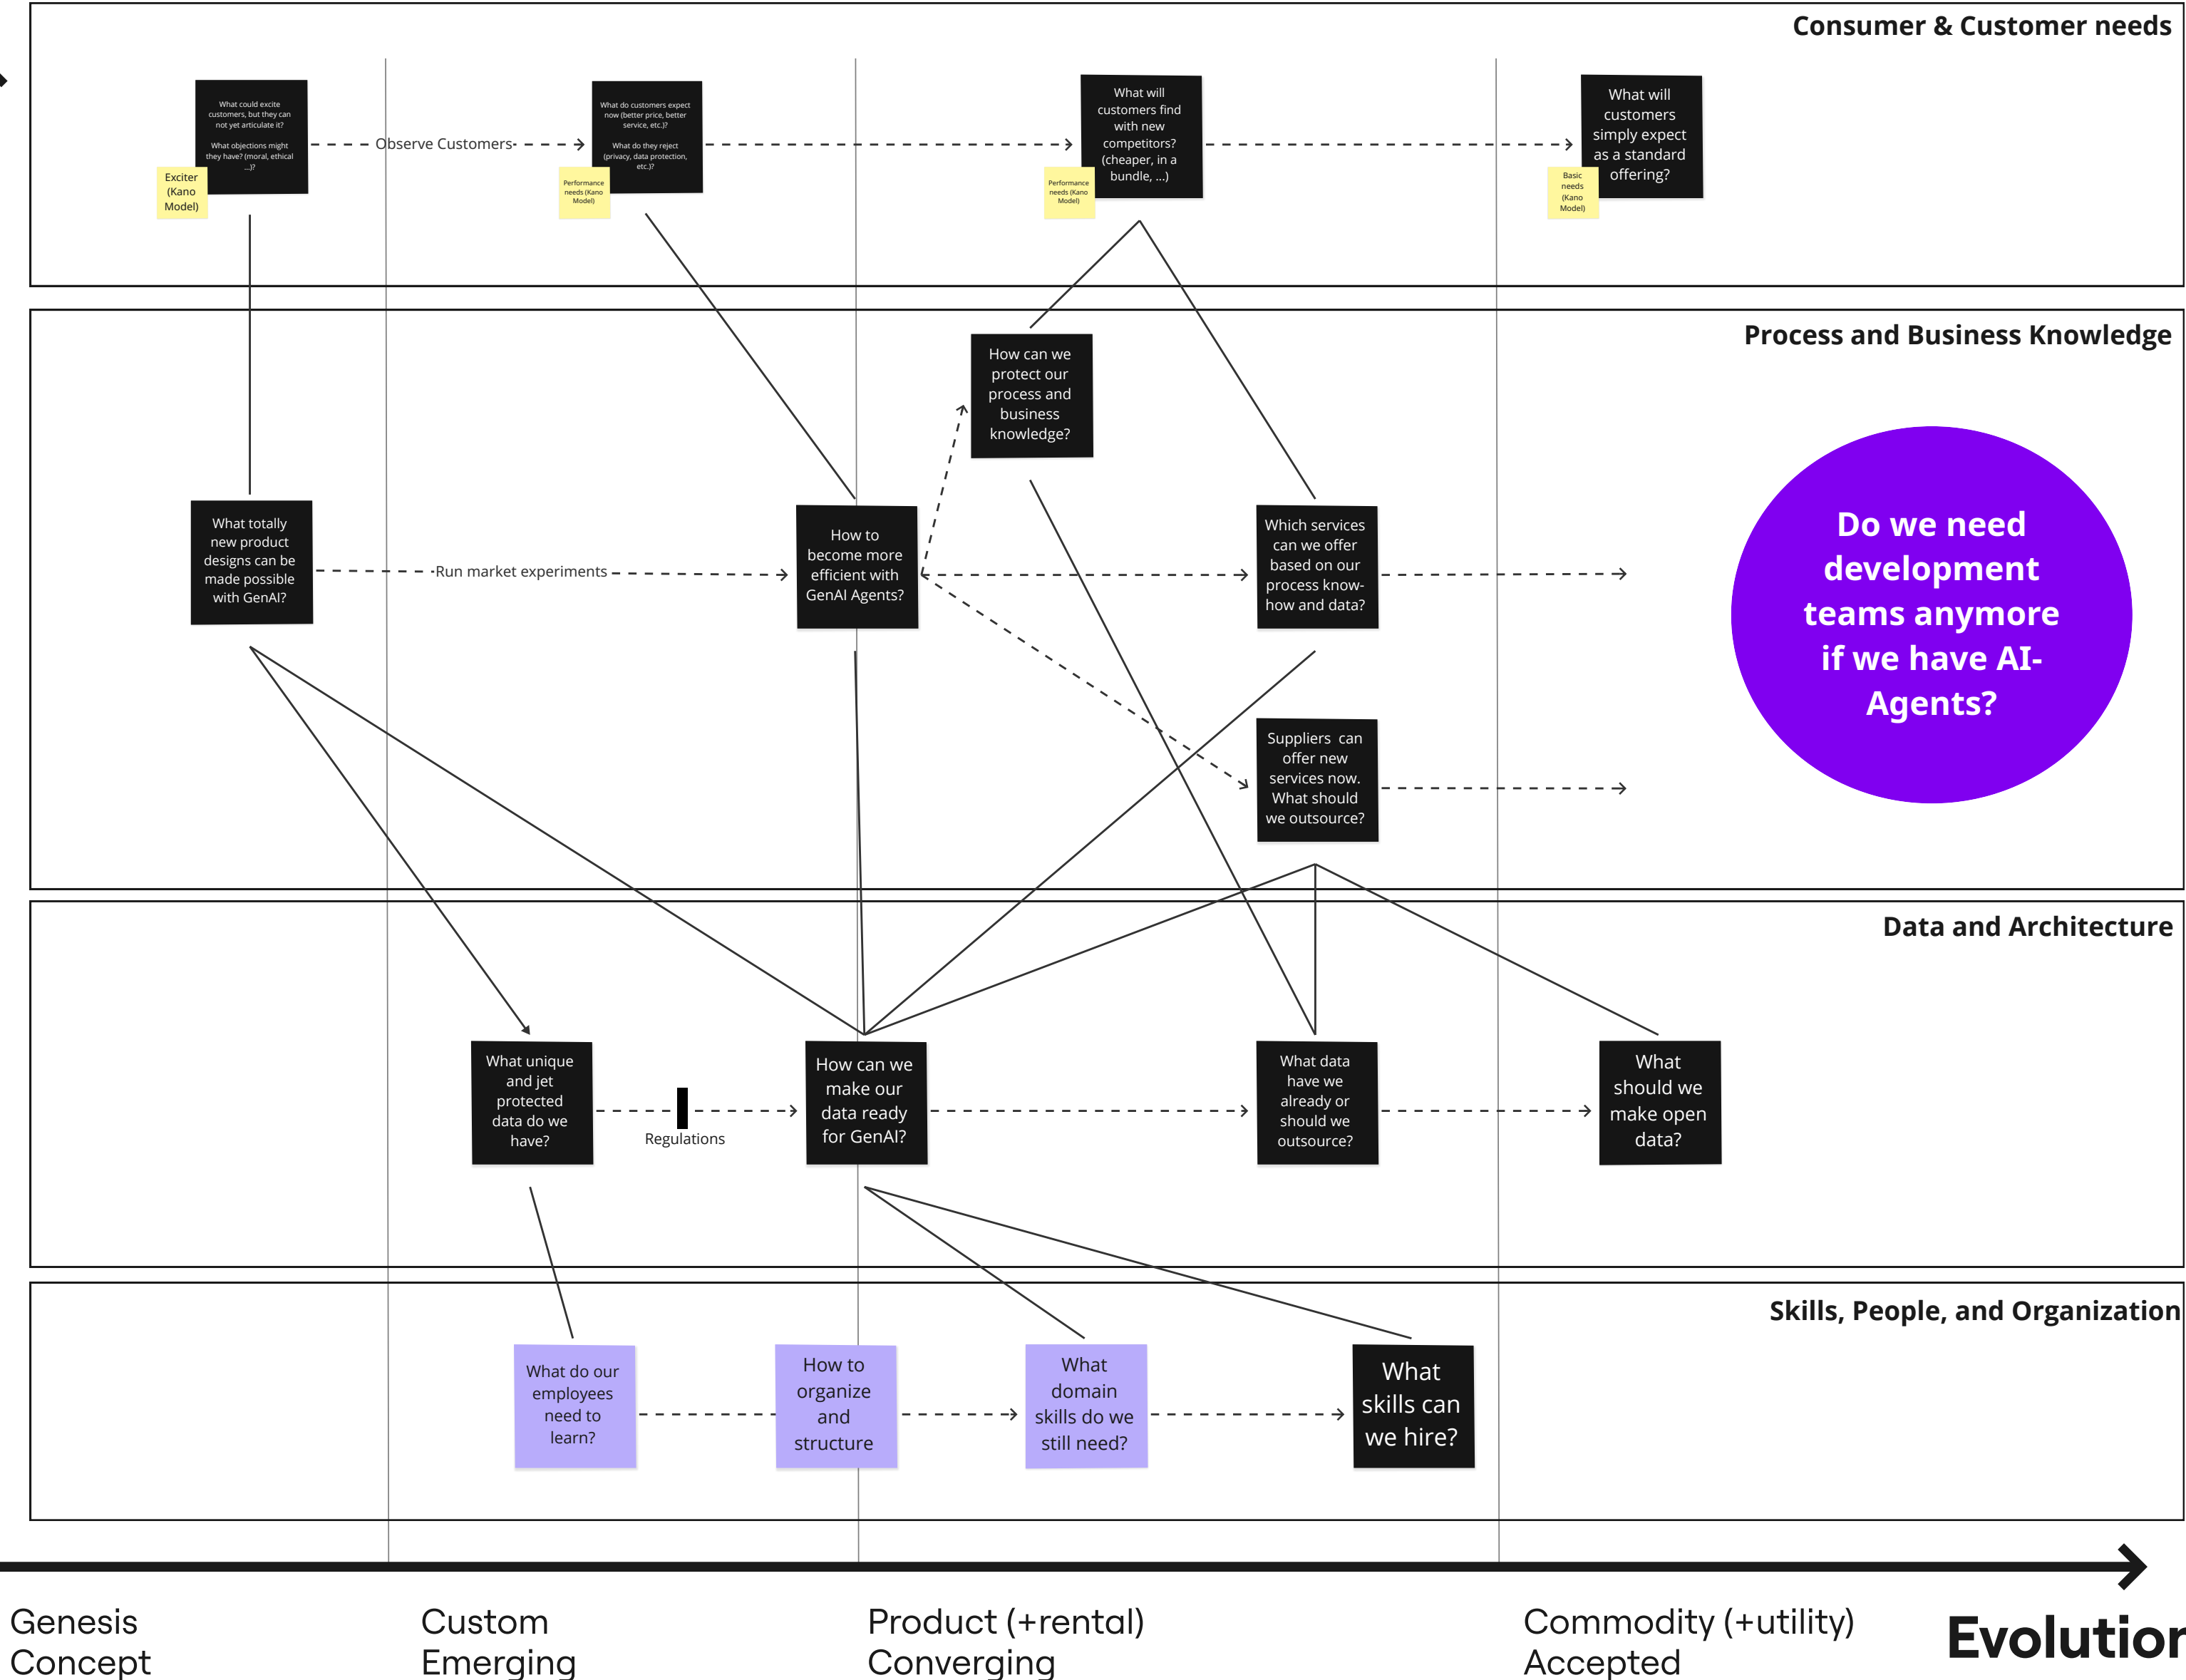 Consumer & Customer needs
What could excite
customers, but they can
not yet articulate it?
What objections might
they have? (moral, ethical
...)?
Exciter
(Kano
Model)
Observe Customers
What do customers expect
now (better price, better
service, etc.)?
What do they reject
(privacy, data protection,
etc.)?
Performance
needs (Kano
Model)
What will
customers find
with new
competitors?
(cheaper, in a
bundle, ...)
Performance
needs (Kano
Model)
What will
customers
simply expect
as a standard
offering?
Basic
needs
(Kano
Model)
Process and Business Knowledge
How can we
protect our
process and
business
knowledge?
What totally
new product
designs can be
made possible
with GenAI?
Run market experiments
How to
become more
efficient with
GenAI Agents?
Which services
can we offer
based on our
process know-
how and data?
Suppliers can
offer new
services now.
What should
we outsource?
Do we need
development
teams anymore
if we have AI-
Agents?
Data and Architecture
What unique
and jet
protected
data do we
have?
Regulations
How can we
make our
data ready
for GenAI?
What data
have we
already or
should we
outsource?
What
should we
make open
data?
Skills, People, and Organization
What do our
employees
need to
learn?
How to
organize
and
structure
What
domain
skills do we
still need?
What
skills can
we hire?
Genesis
Concept
Custom
Emerging
Product (+rental)
Converging
Commodity (+utility)
Accepted
Evolution